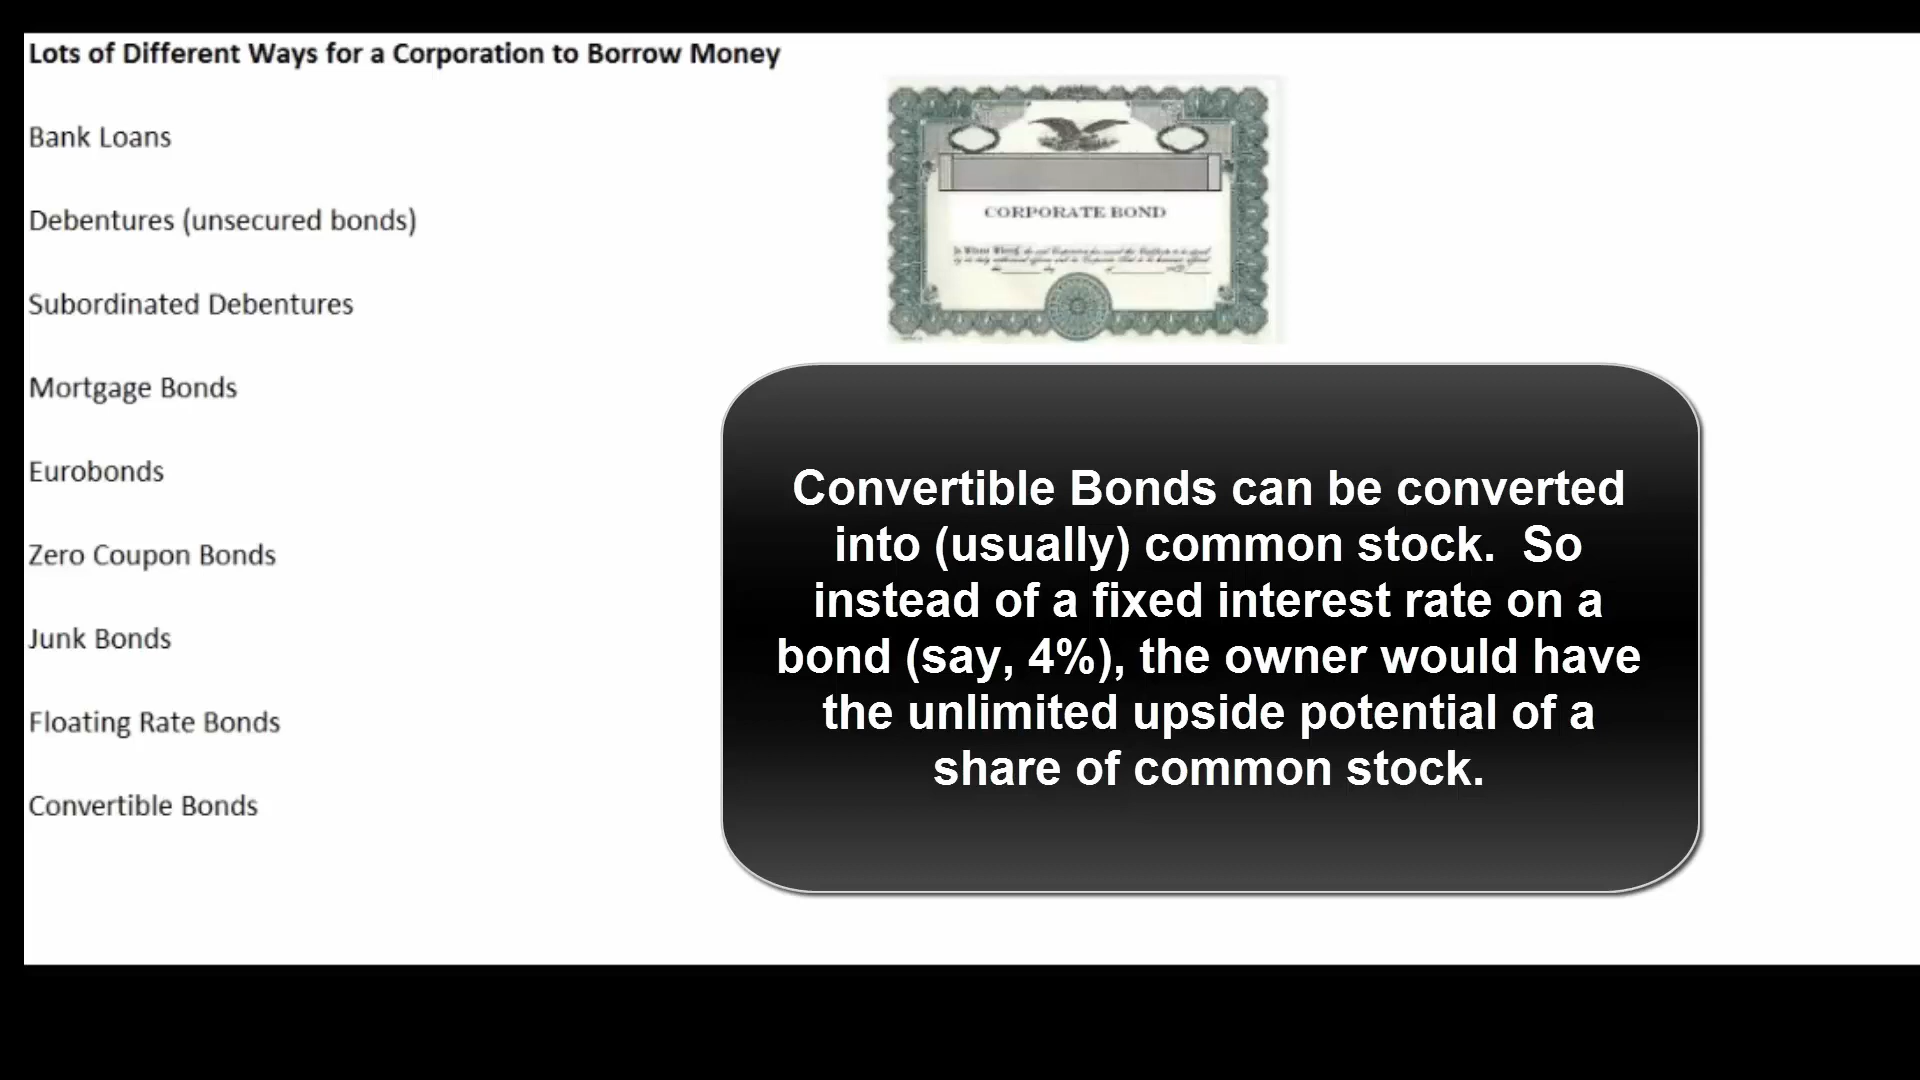 Lots of Different Ways for a Corporation to Borrow Money
Bank Loans
Debentures (unsecured bonds)
Subordinated Debentures
Mortgage Bonds
Eurobonds
Zero Coupon Bonds
Junk Bonds
Floating Rate Bonds
Convertible Bonds
CORPORATE BOND
Convertible Bonds can be converted
into (usually) common stock.  So
instead of a fixed interest rate on a
bond (say, 4%), the owner would have
the unlimited upside potential of a
share of common stock.